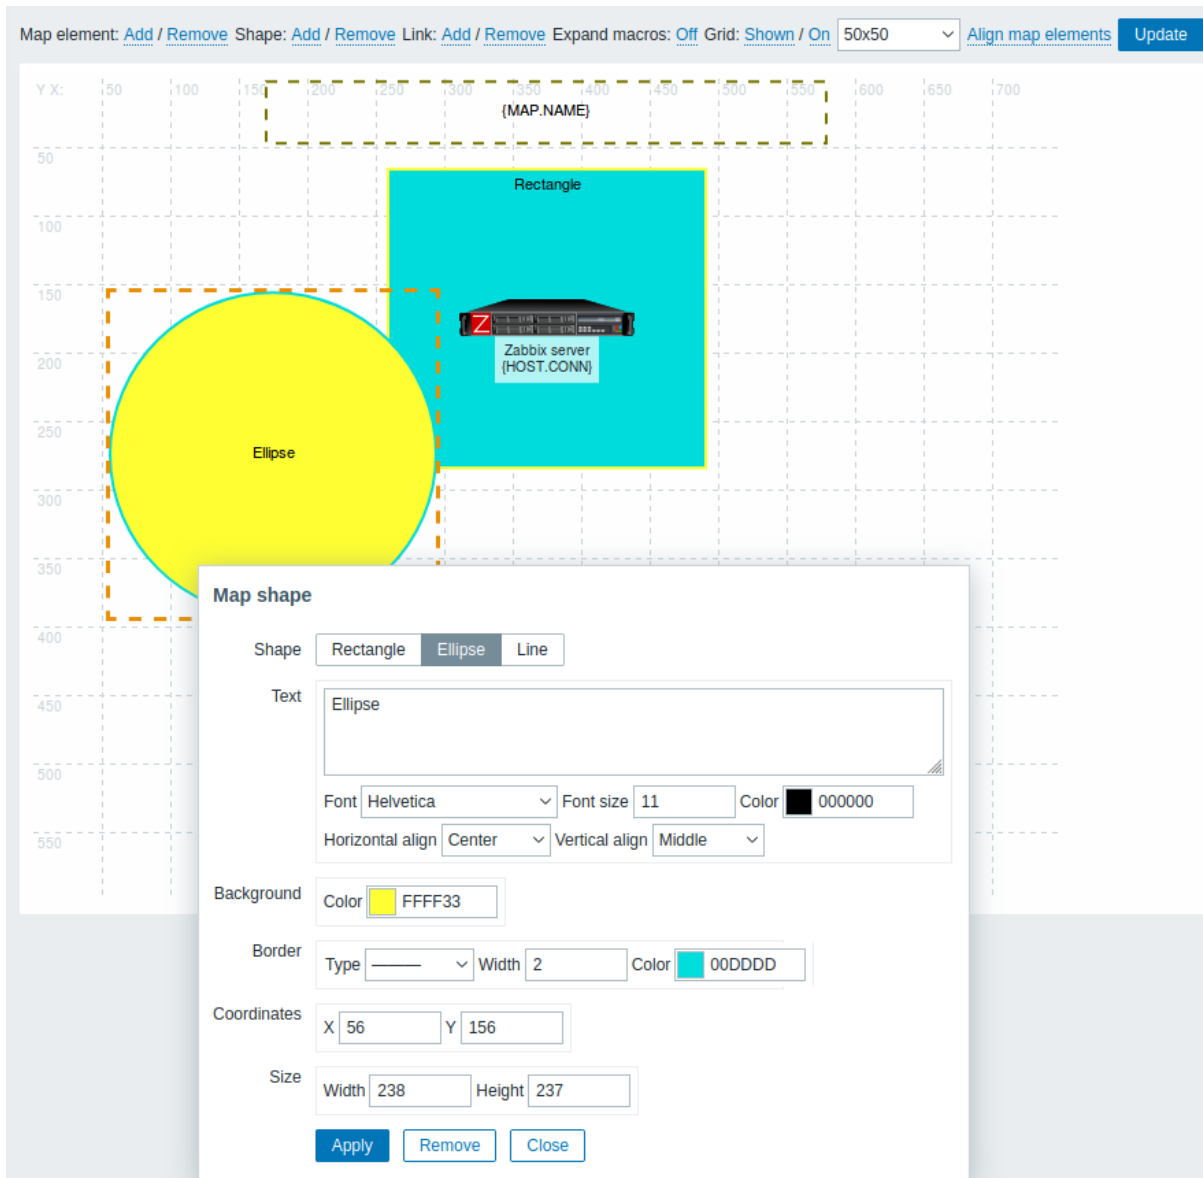 Map element: Add / Remove Shape: Add / Remove Link: Add / Remove Expand macros: Off Grid: Shown / On 50x50 Align map elements Update
Y X: 50 100 150 200 250 300 350 400 450 500 550 600 650 700
{MAP.NAME}
50
Rectangle
100
150
Z
Zabbix server
200
{HOST.CONN}
250
Ellipse
300
350
Map shape
400
Shape Rectangle Ellipse Line
450
Text Ellipse
500
Font Helvetica Font size 11 Color 000000
550
Horizontal align Center Vertical align Middle
Background Color FFFF33
Border Type Width 2 Color 00DDDD
Coordinates X 56 Y 156
Size Width 238 Height 237
Apply Remove Close